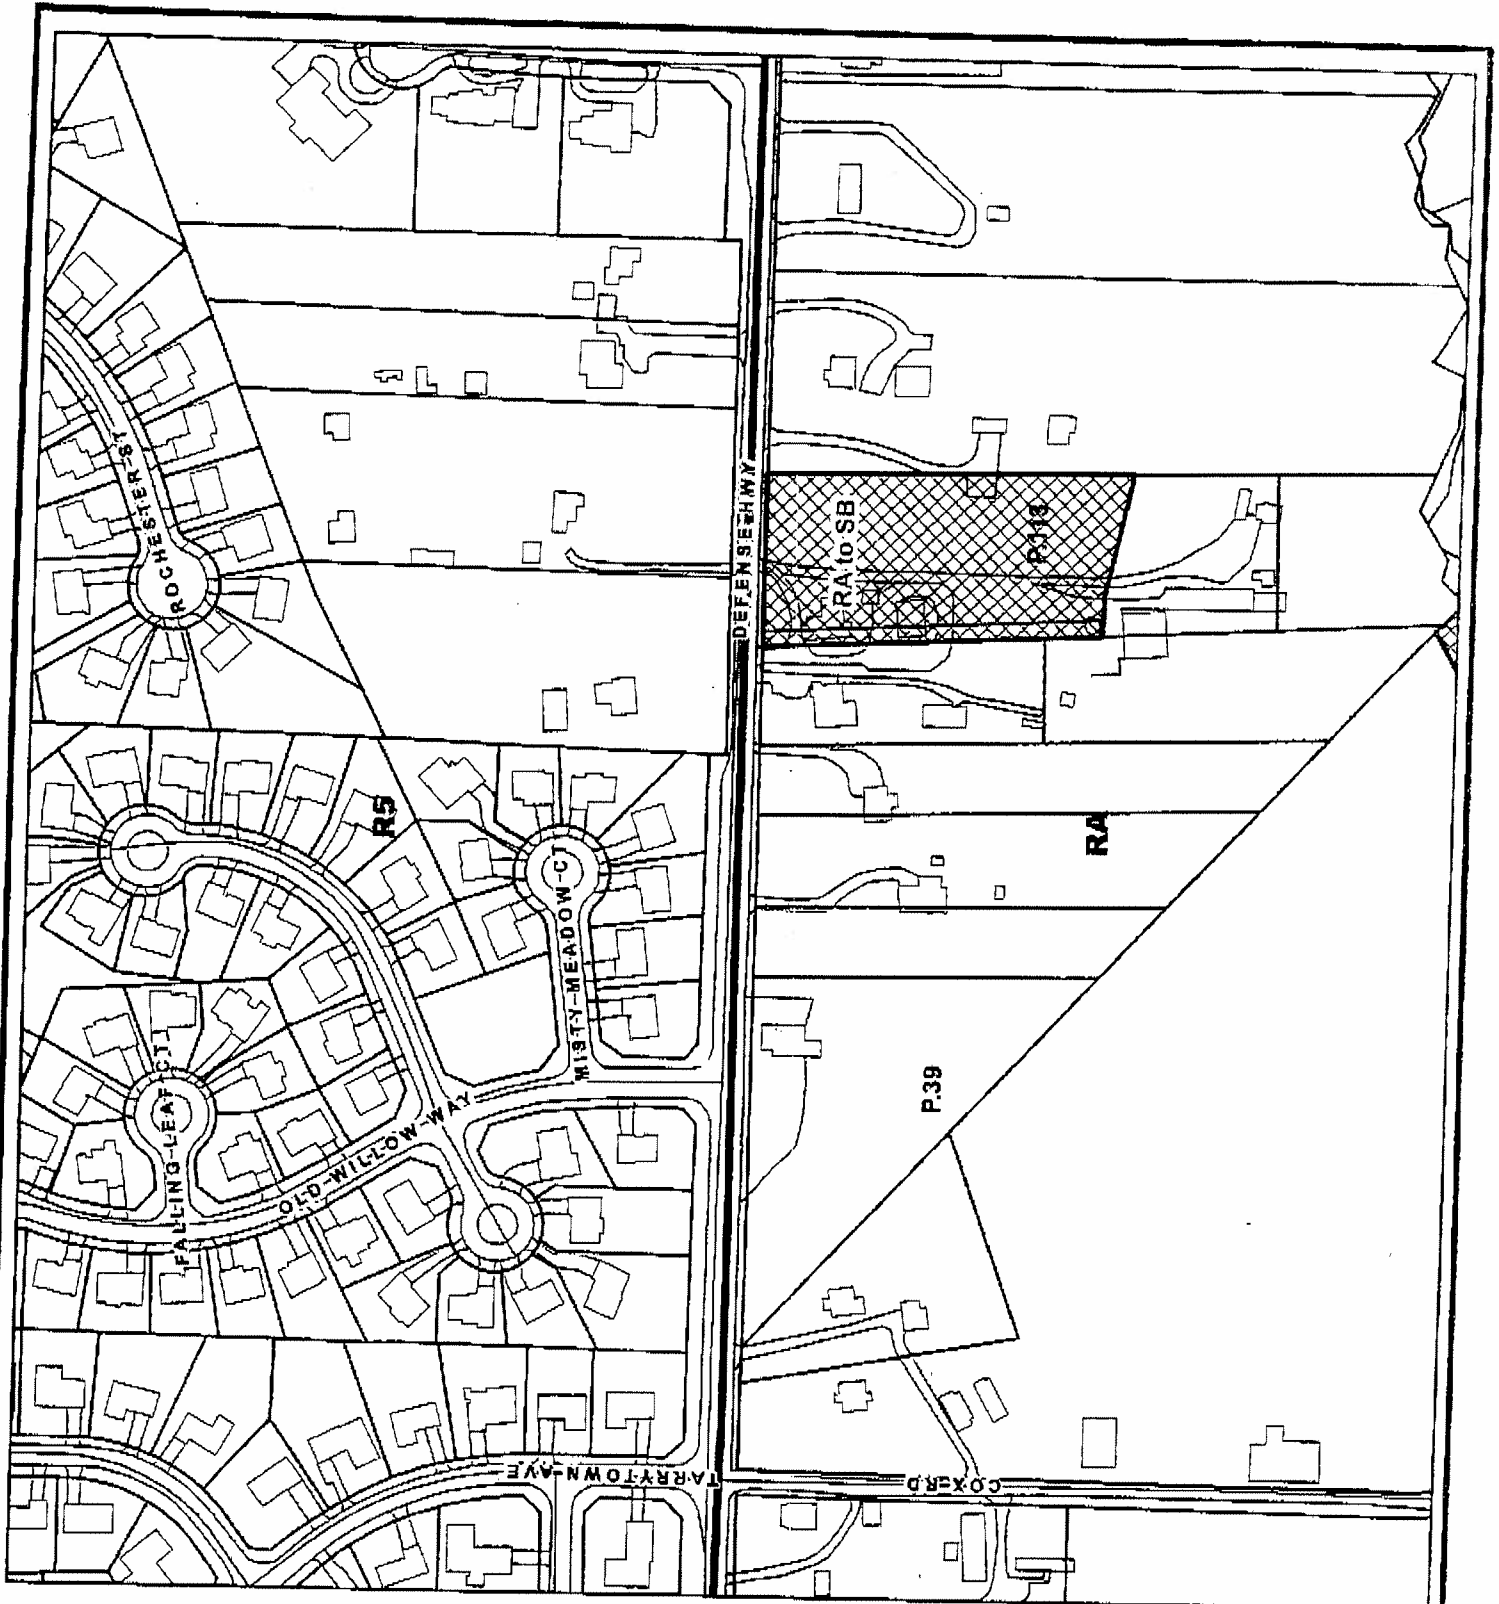 ROCHESTER-ST
DEFENSE-HWY
RA to SB
P.113
R5
RA
MISTY-MEADOW-CT
P.39
FALLING-LEAF-CT
OLD-WILLOW-WAY
TARRYTOWN-AVE
COX-RD